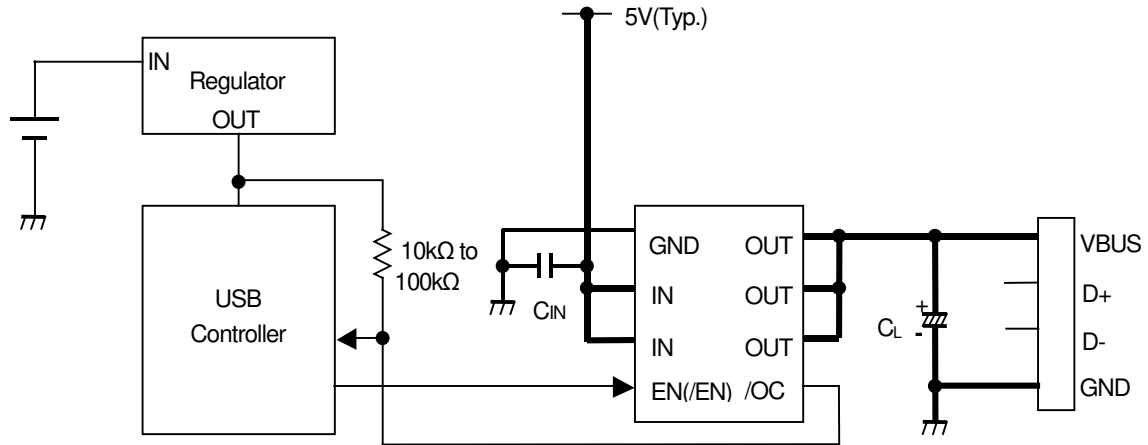 5V(Typ.)
IN
Regulator
OUT
10kΩ to
100kΩ
USB
Controller
CIN
GND OUT
IN OUT
IN OUT
EN(/EN) /OC
+
CL
-
VBUS
D+
D-
GND